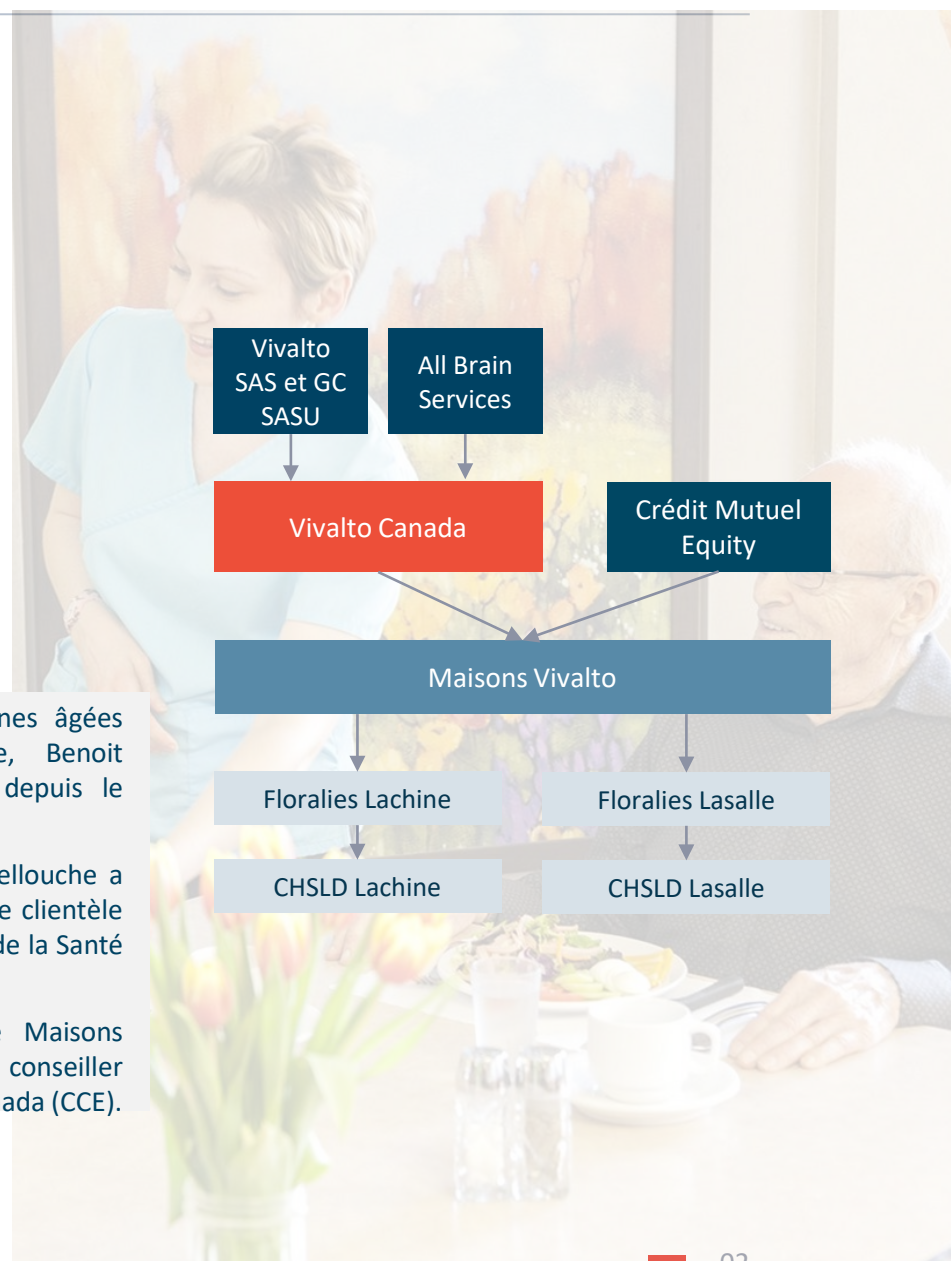 Vivalto
SAS et GC
SASU
All Brain
Services
Vivalto Canada
Crédit Mutuel
Equity
Maisons Vivalto
Floralies Lachine
Floralies Lasalle
CHSLD Lachine
CHSLD Lasalle
nes âgées
e, Benoit
depuis le
ellouche a
e clientèle
de la Santé
e Maisons
conseiller
ada (CCE).